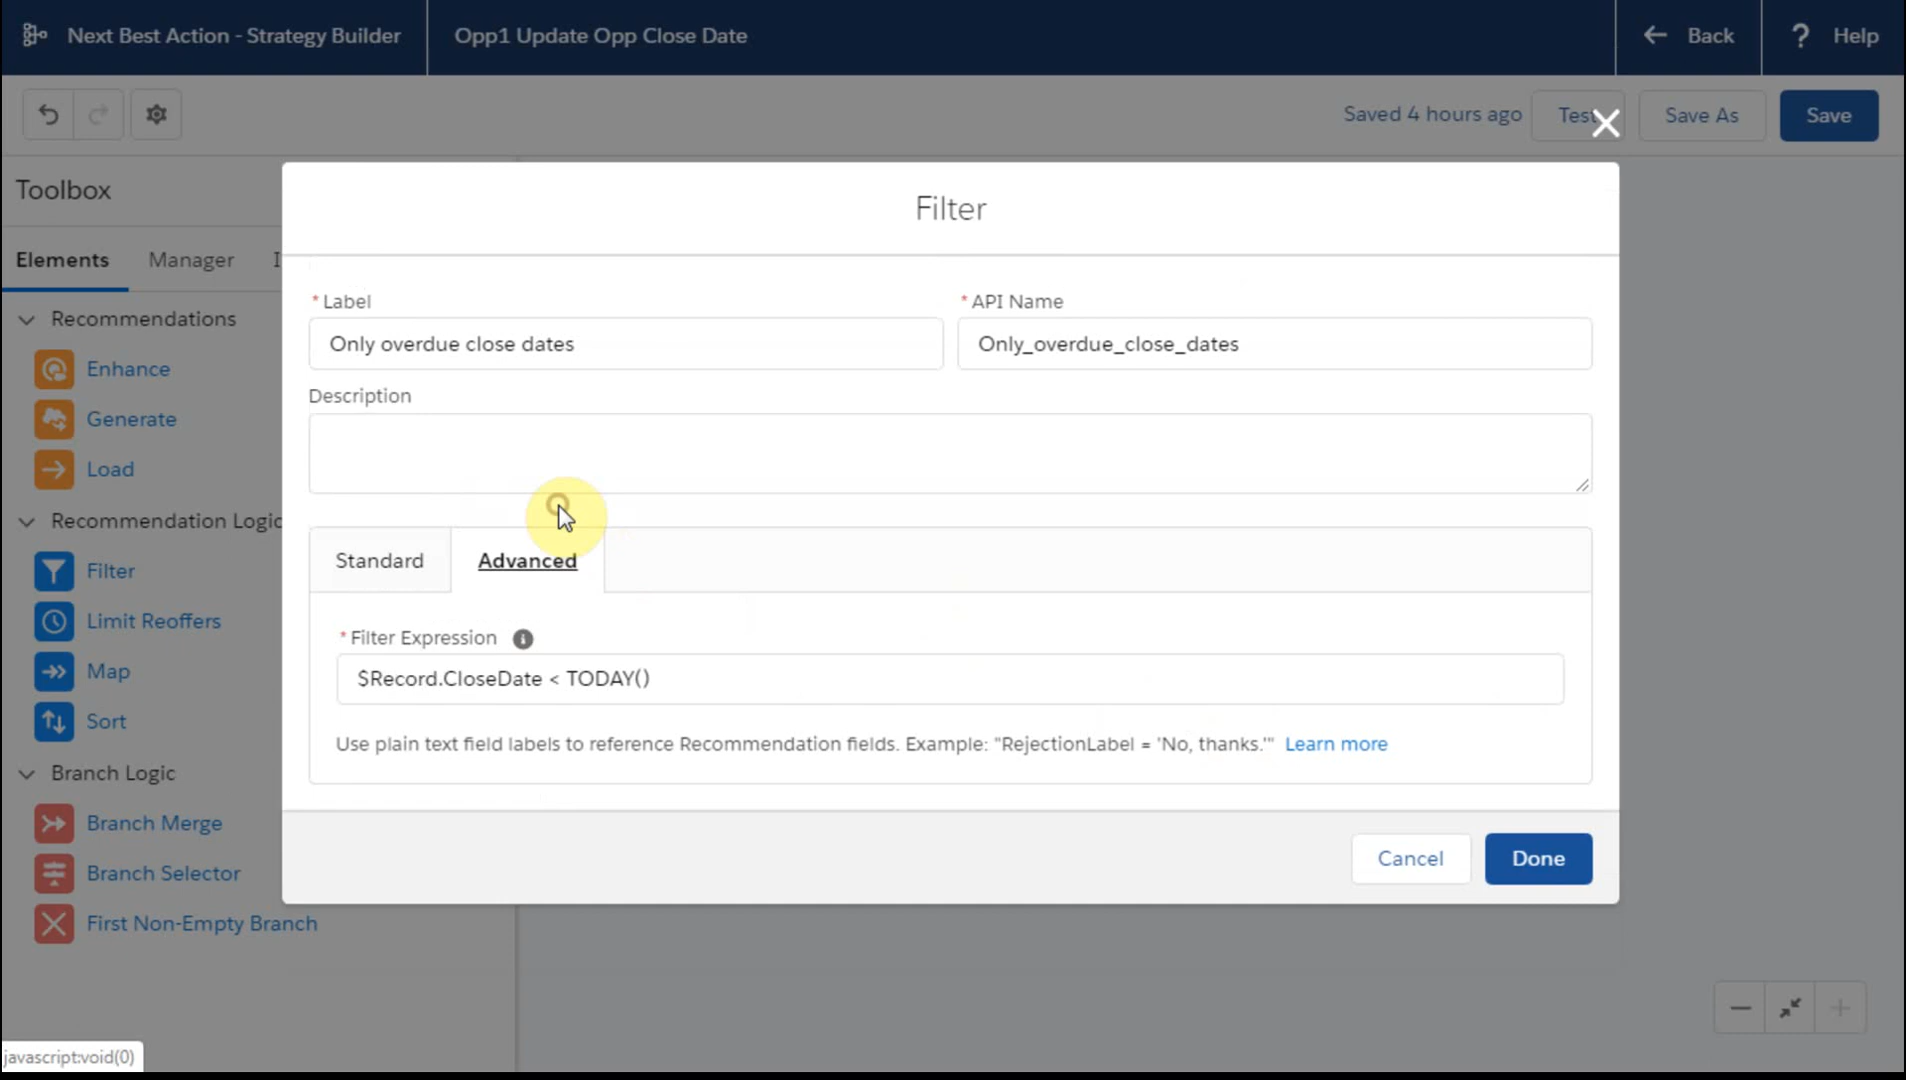 Next Best Action - Strategy Builder
Opp1 Update Opp Close Date
Back
? Help
Saved 4 hours ago
Test
Save As
Save
Toolbox
Filter
Elements
Manager
*Label
*API Name
Only overdue close dates
Only_overdue_close_dates
Description
Recommendations
Enhance
Generate
Load
Recommendation Logic
Filter
Limit Reoffers
Map
Sort
Branch Logic
Branch Merge
Branch Selector
First Non-Empty Branch
Standard
Advanced
*Filter Expression
$Record.CloseDate < TODAY()
Use plain text field labels to reference Recommendation fields. Example: "RejectionLabel = 'No, thanks.'" Learn more
Cancel
Done
javascript:void(0)